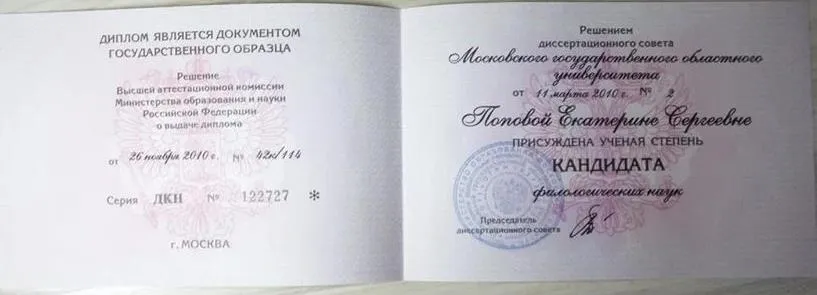 ДИПЛОМ ЯВЛЯЕТСЯ ДОКУМЕНТОМ
ГОСУДАРСТВЕННОГО ОБРАЗЦА
Решение
Высшей аттестационной комиссии
Министерства образования и науки
Российской Федерации
о выдаче диплома
от 26 ноября 2010 г. № 42к/114
Серия ДКН № 122727 *
г. МОСКВА
Решением
диссертационного совета
Московского государственного областного
университета
от 11 марта 2010 г. № 2
Поповой Екатерине Сергеевне
ПРИСУЖДЕНА УЧЕНАЯ СТЕПЕНЬ
КАНДИДАТА
филологических наук
Председатель
диссертационного совета